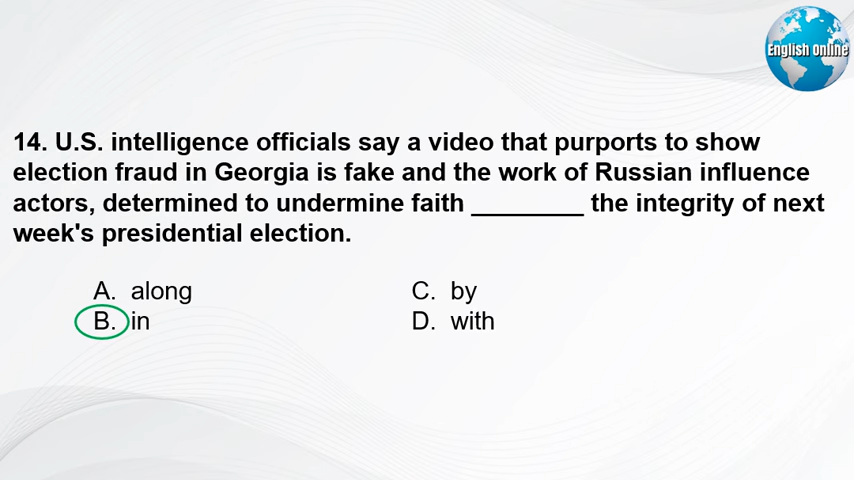 English Online
14. U.S. intelligence officials say a video that purports to show
election fraud in Georgia is fake and the work of Russian influence
actors, determined to undermine faith ________ the integrity of next
week's presidential election.
A. along
B. in
C. by
D. with